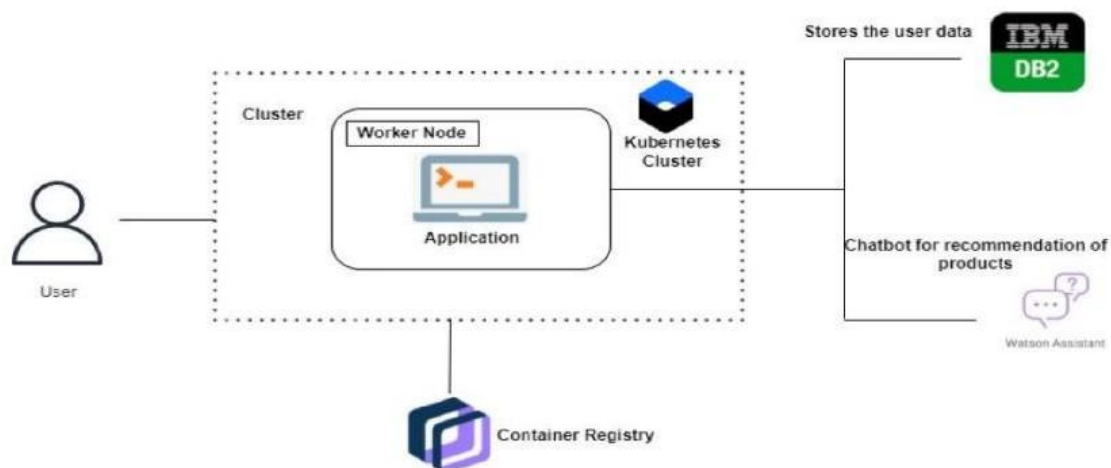 Stores the user data
IBM
DB2
Cluster
Worker Node
Kubernetes
Cluster
Application
User
Chatbot for recommendation of
products
?
Watson Assistant
Container Registry